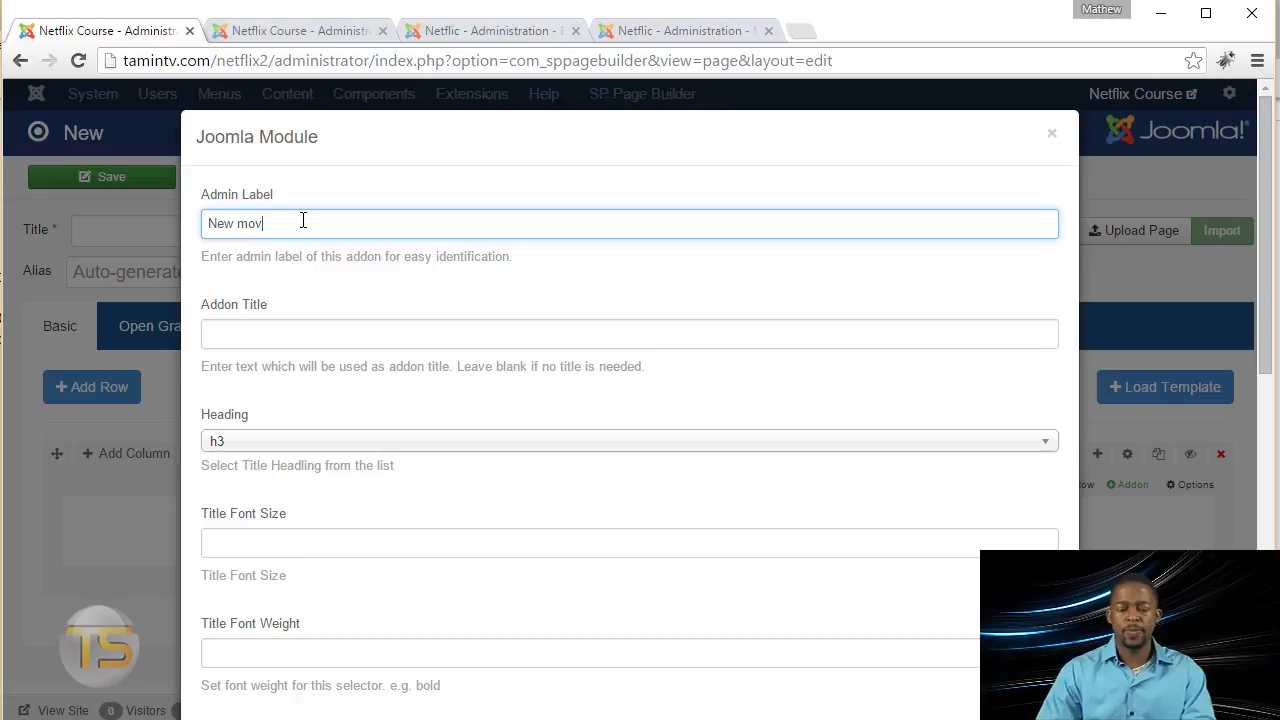 Mathew
Netflix Course - Administr
Netflix Course - Administr
Netflic - Administration - E
Netflic - Administration -
tamintv.com/netflix2/administrator/index.php?option=com_sppagebuilder&view=page&layout=edit
System Users Menus Content Components Extensions Help SP Page Builder Netflix Course
New
Joomla!
Joomla Module
×
Save
Admin Label
New mov
Title *
Upload Page
Import
Enter admin label of this addon for easy identification.
Alias
Auto-genera
Addon Title
Basic
Open Gra
Enter text which will be used as addon title. Leave blank if no title is needed.
Add Row
Load Template
Heading
h3
Add Column
Select Title Headling from the list
ow
Addon
Options
Title Font Size
Title Font Size
Title Font Weight
TS
Set font weight for this selector. e.g. bold
View Site
0
Visitors